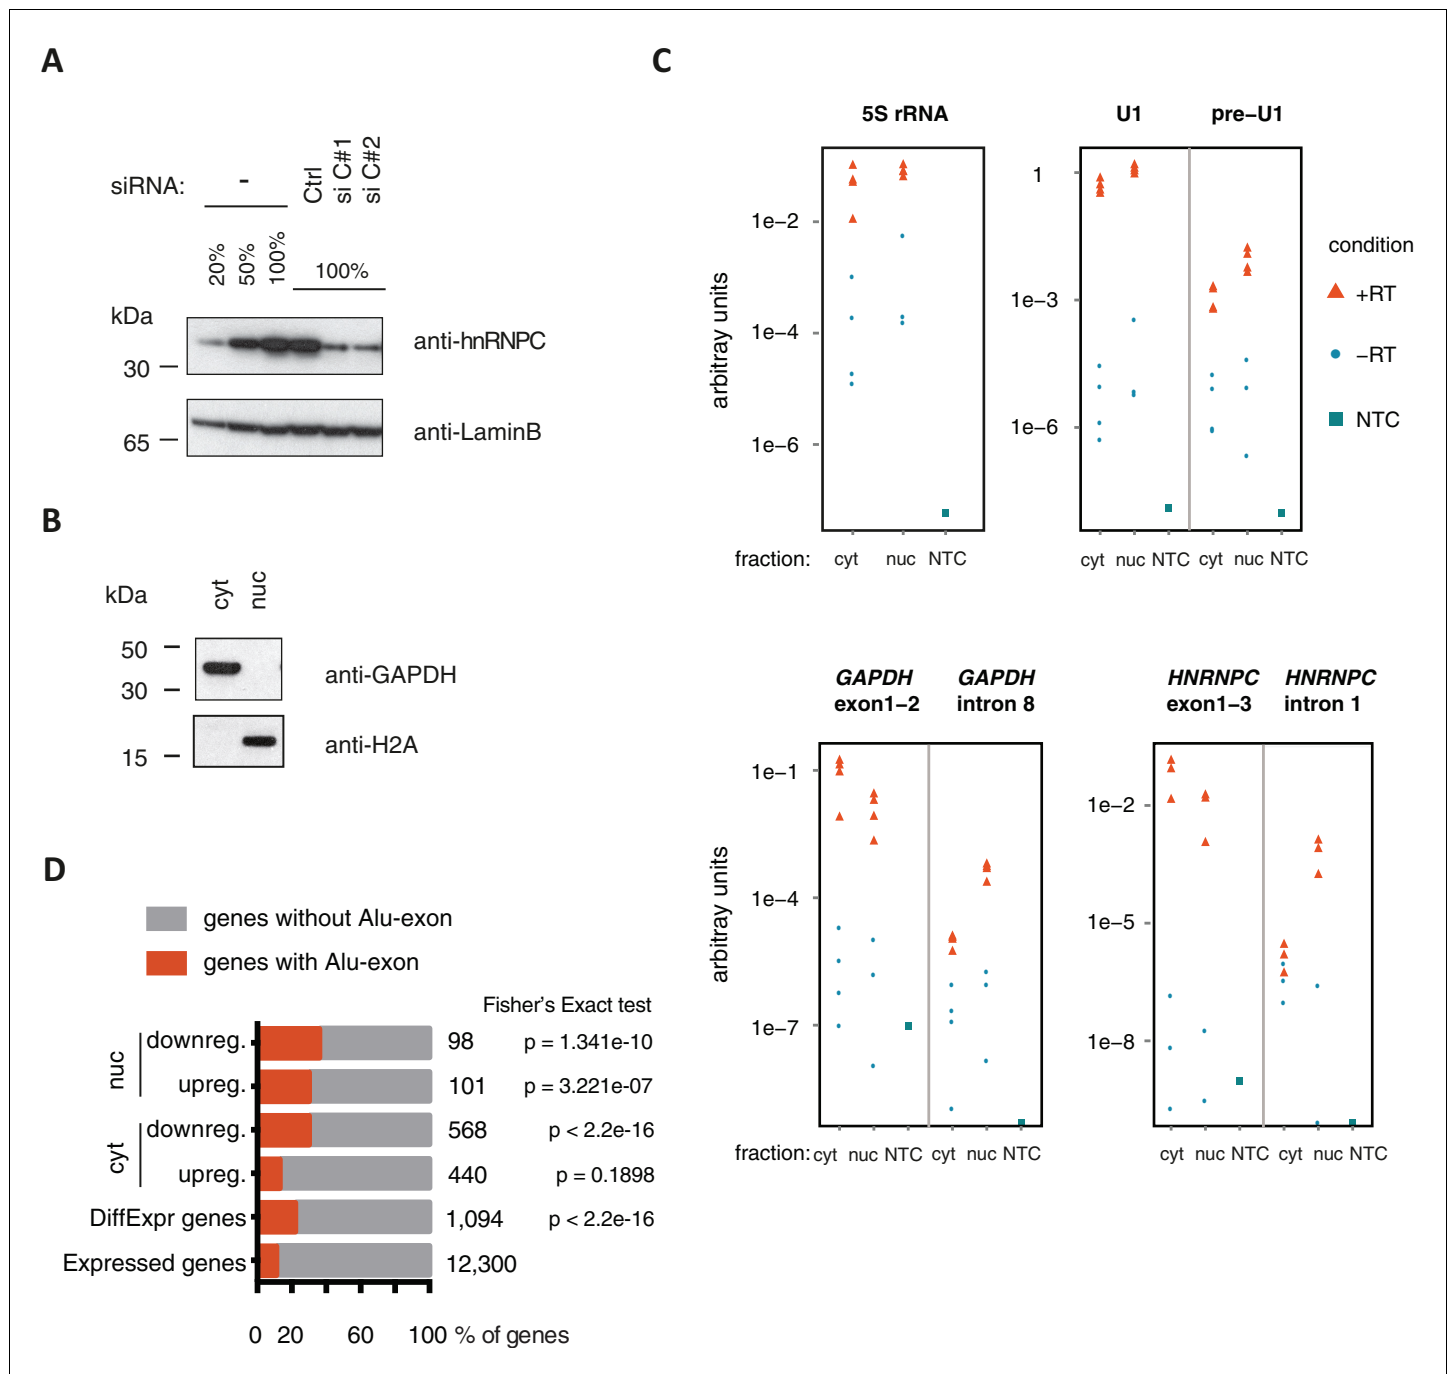 A
siRNA:
-
Ctrl
si C#1
si C#2
20%
50%
100%
100%
kDa
30
anti-hnRNPC
65
anti-LaminB
B
kDa
cyt
nuc
50
30
anti-GAPDH
15
anti-H2A
C
5S rRNA
arbitray units
1e−2
1e−4
1e−6
fraction:
cyt nuc NTC
U1 pre−U1
1
1e−3
1e−6
cyt nuc NTC cyt nuc NTC
condition
+RT
−RT
NTC
GAPDH GAPDH
exon1−2 intron 8
arbitray units
1e−1
1e−4
1e−7
fraction: cyt nuc NTC cyt nuc NTC
HNRNPC HNRNPC
exon1−3 intron 1
1e−2
1e−5
1e−8
cyt nuc NTC cyt nuc NTC
D
genes without Alu-exon
genes with Alu-exon
Fisher's Exact test
nuc
downreg. 98 p = 1.341e-10
upreg. 101 p = 3.221e-07
cyt
downreg. 568 p < 2.2e-16
upreg. 440 p = 0.1898
DiffExpr genes 1,094 p < 2.2e-16
Expressed genes 12,300
0 20 60 100 % of genes